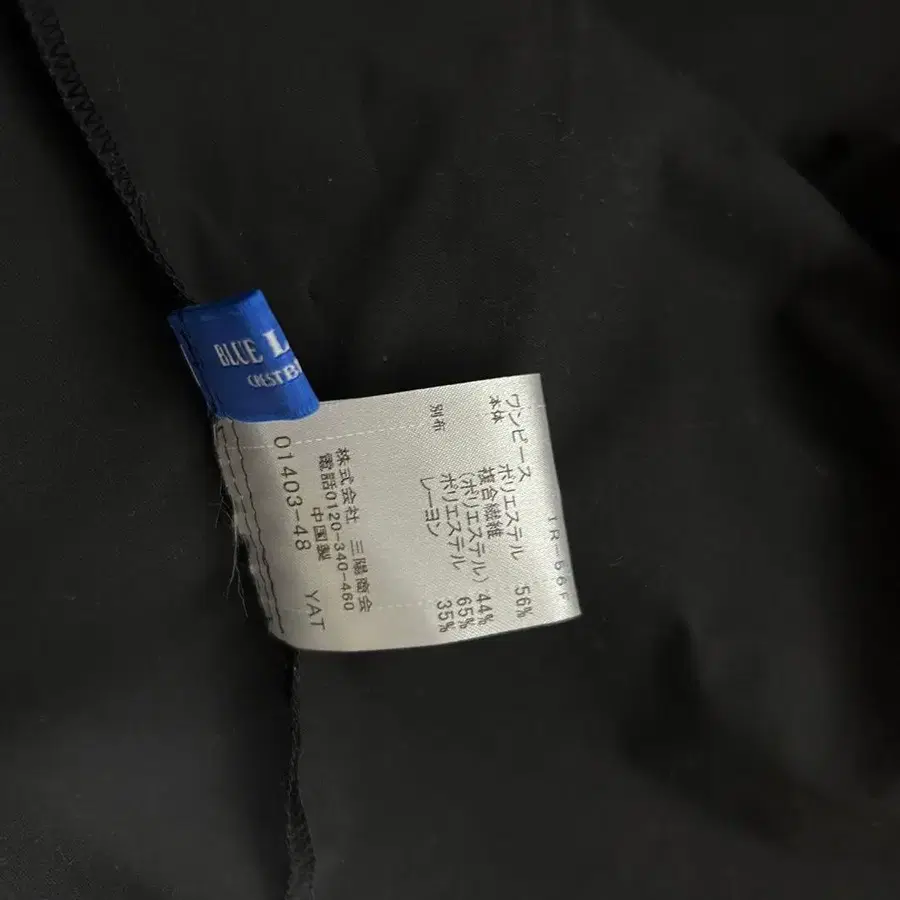 BLUE L
CRESTB
ワンピース
本体 ポリエステル 56%
複合繊維
(ポリエステル) 44%
別布 ポリエステル 65%
レーヨン 35%
株式会社 三陽商会
電話0120-340-460
中国製
01403-48 YAT